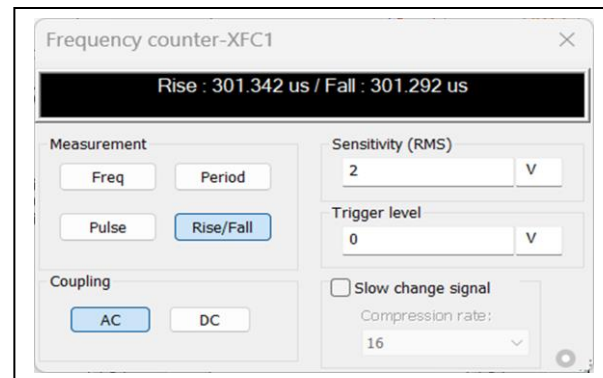 Frequency counter-XFC1
Rise : 301.342 us / Fall : 301.292 us
Measurement
Freq Period
Pulse Rise/Fall
Coupling
AC DC
Sensitivity (RMS)
2 V
Trigger level
0 V
Slow change signal
Compression rate:
16